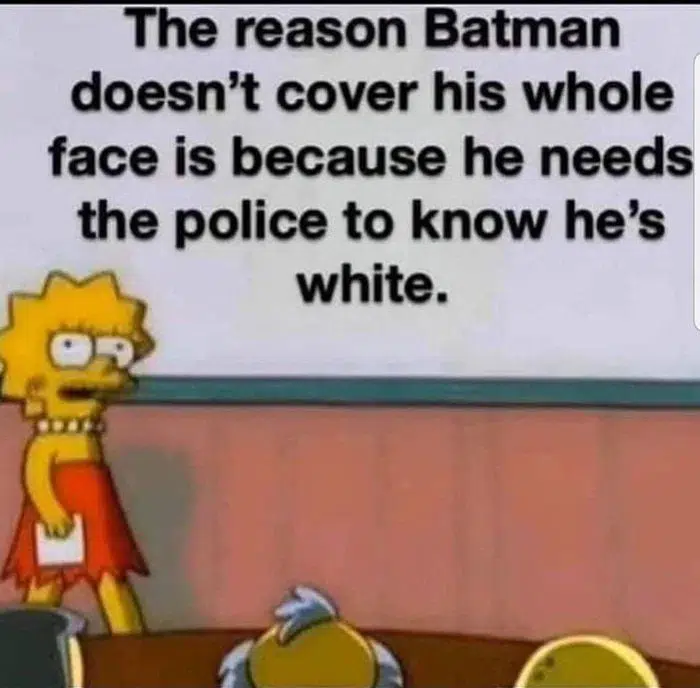 The reason Batman
doesn't cover his whole
face is because he needs
the police to know he's
white.